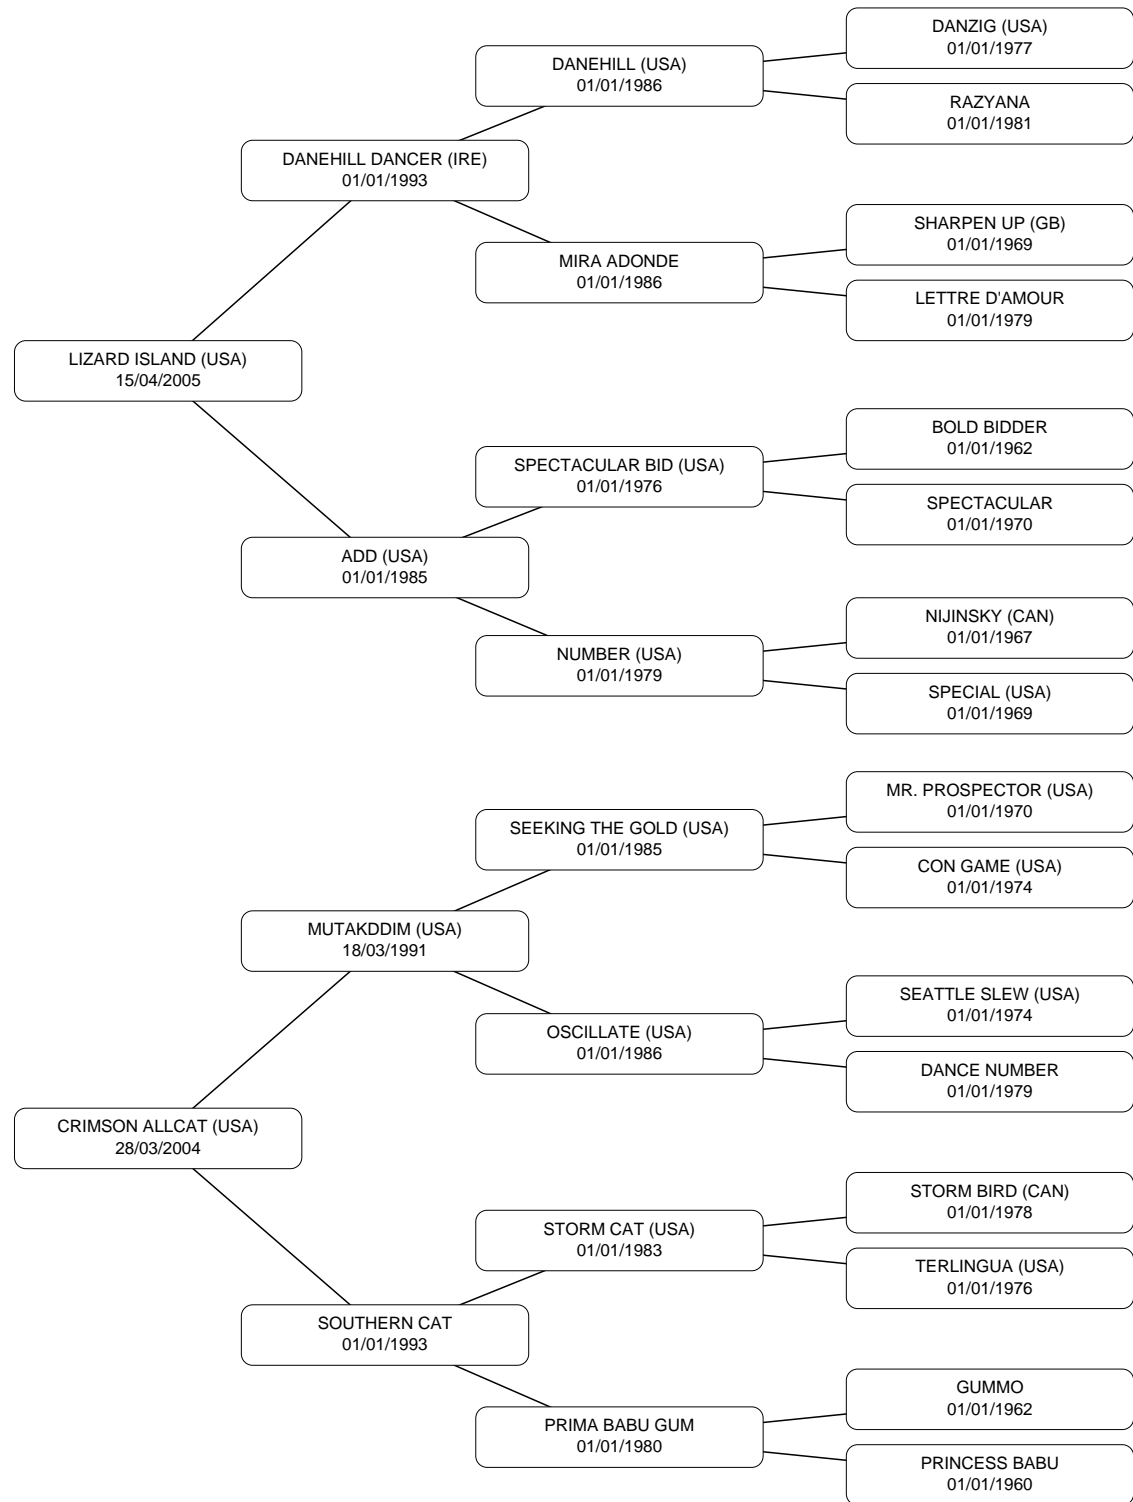 DANZIG (USA)
01/01/1977
DANEHILL (USA)
01/01/1986
RAZYANA
01/01/1981
DANEHILL DANCER (IRE)
01/01/1993
SHARPEN UP (GB)
01/01/1969
MIRA ADONDE
01/01/1986
LETTRE D'AMOUR
01/01/1979
LIZARD ISLAND (USA)
15/04/2005
BOLD BIDDER
01/01/1962
SPECTACULAR BID (USA)
01/01/1976
SPECTACULAR
01/01/1970
ADD (USA)
01/01/1985
NIJINSKY (CAN)
01/01/1967
NUMBER (USA)
01/01/1979
SPECIAL (USA)
01/01/1969
MR. PROSPECTOR (USA)
01/01/1970
SEEKING THE GOLD (USA)
01/01/1985
CON GAME (USA)
01/01/1974
MUTAKDDIM (USA)
18/03/1991
SEATTLE SLEW (USA)
01/01/1974
OSCILLATE (USA)
01/01/1986
DANCE NUMBER
01/01/1979
CRIMSON ALLCAT (USA)
28/03/2004
STORM BIRD (CAN)
01/01/1978
STORM CAT (USA)
01/01/1983
TERLINGUA (USA)
01/01/1976
SOUTHERN CAT
01/01/1993
GUMMO
01/01/1962
PRIMA BABU GUM
01/01/1980
PRINCESS BABU
01/01/1960